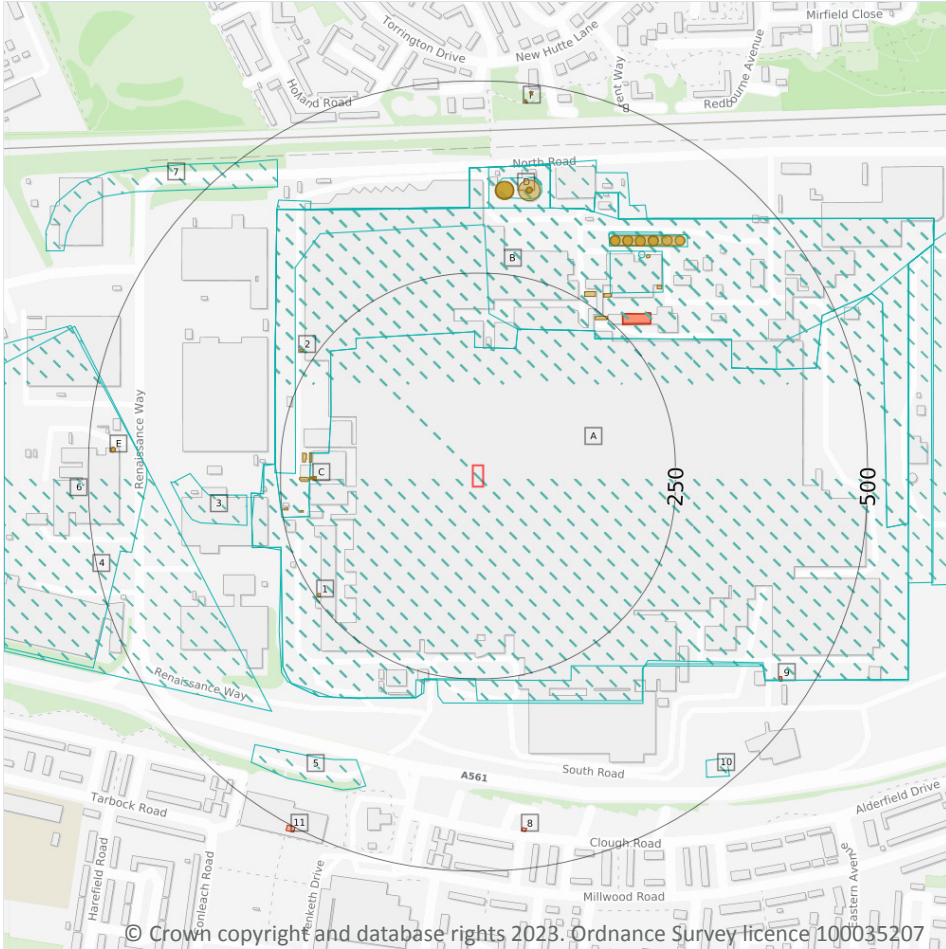 Mirfield Close
Torrington Drive
New Hutte Lane
Holland Road
Redbourne Avenue
F
North Road
7
D
B
2
A
Renaissance Way
E
C
250
500
6
3
4
1
Renaissance Way
9
5
10
South Road
A561
Tarbock Road
11
8
Alderfield Drive
Clough Road
Harefield Road
Millwood Road
Eastern Avenue
© Crown copyright and database rights 2023. Ordnance Survey licence 100035207